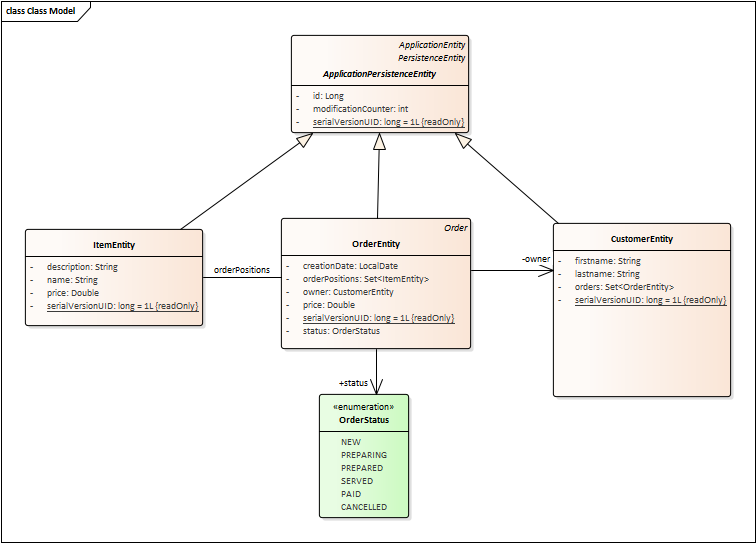 class Class Model
ApplicationEntity
PersistenceEntity
ApplicationPersistenceEntity
- id: Long
- modificationCounter: int
- serialVersionUID: long = 1L {readOnly}
ItemEntity
- description: String
- name: String
- price: Double
- serialVersionUID: long = 1L {readOnly}
orderPositions
Order
OrderEntity
- creationDate: LocalDate
- orderPositions: Set<ItemEntity>
- owner: CustomerEntity
- price: Double
- serialVersionUID: long = 1L {readOnly}
- status: OrderStatus
-owner
CustomerEntity
- firstname: String
- lastname: String
- orders: Set<OrderEntity>
- serialVersionUID: long = 1L {readOnly}
+status
«enumeration»
OrderStatus
NEW
PREPARING
PREPARED
SERVED
PAID
CANCELLED